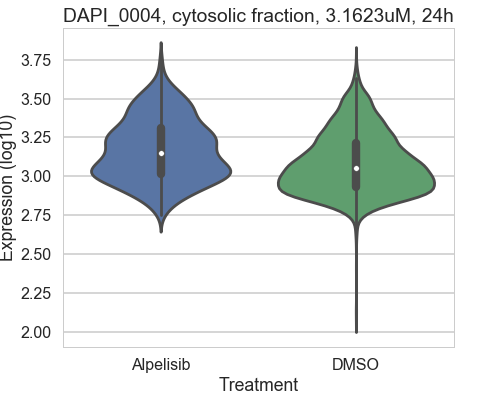 DAPI_0004, cytosolic fraction, 3.1623uM, 24h
Expression (log10)
3.75
3.50
3.25
3.00
2.75
2.50
2.25
2.00
Alpelisib
DMSO
Treatment